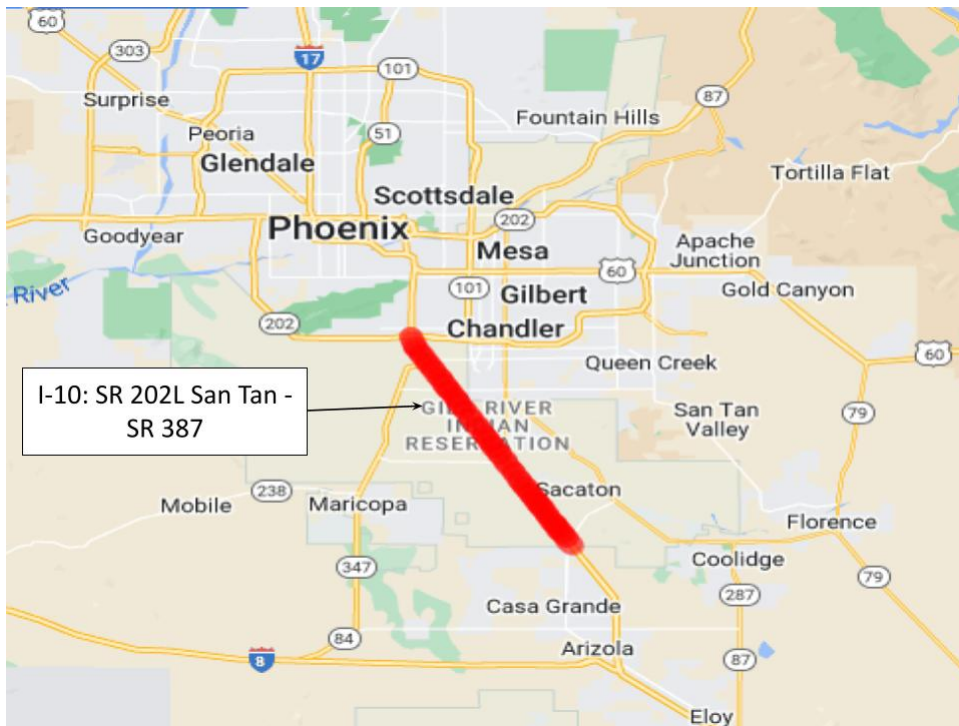 60
303
17
101
87
Surprise
Fountain Hills
51
Peoria
Glendale
Tortilla Flat
Scottsdale
202
Phoenix
Goodyear
Mesa
Apache
Junction
60
River
101
Gilbert
Gold Canyon
202
Chandler
60
Queen Creek
I-10: SR 202L San Tan -
SR 387
RIVER
RESERVATION
San Tan
Valley
79
238
Sacaton
Mobile
Maricopa
Florence
Coolidge
347
79
287
Casa Grande
84
Arizola
8
87
Eloy